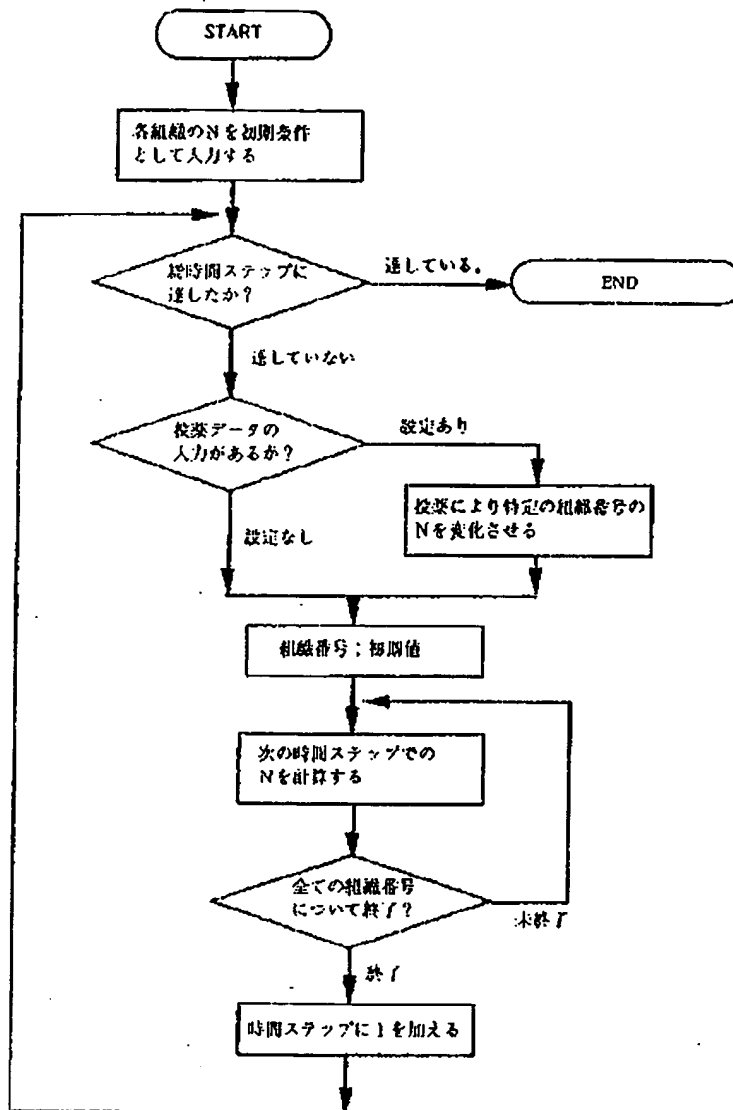 START
各組織のNを初期条件
として入力する
総時間ステップに
達したか?
達している。
END
達していない
投薬データの
入力があるか?
設定あり
投薬により特定の組織番号の
Nを変化させる
設定なし
組織番号:初期値
次の時間ステップでの
Nを計算する
全ての組織番号
について終了?
未終了
終了
時間ステップに1を加える